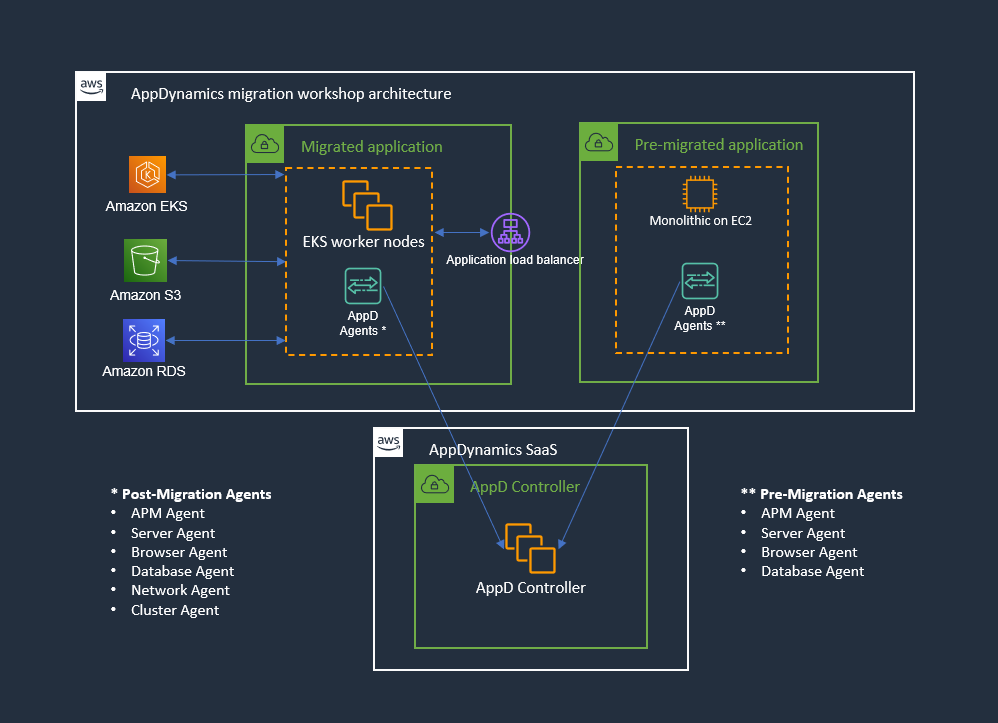 aws
AppDynamics migration workshop architecture
Migrated application
Pre-migrated application
Amazon EKS
EKS worker nodes
Monolithic on EC2
Application load balancer
Amazon S3
AppD
Agents *
AppD
Agents **
Amazon RDS
aws
AppDynamics SaaS
AppD Controller
AppD Controller
* Post-Migration Agents
• APM Agent
• Server Agent
• Browser Agent
• Database Agent
• Network Agent
• Cluster Agent
** Pre-Migration Agents
• APM Agent
• Server Agent
• Browser Agent
• Database Agent